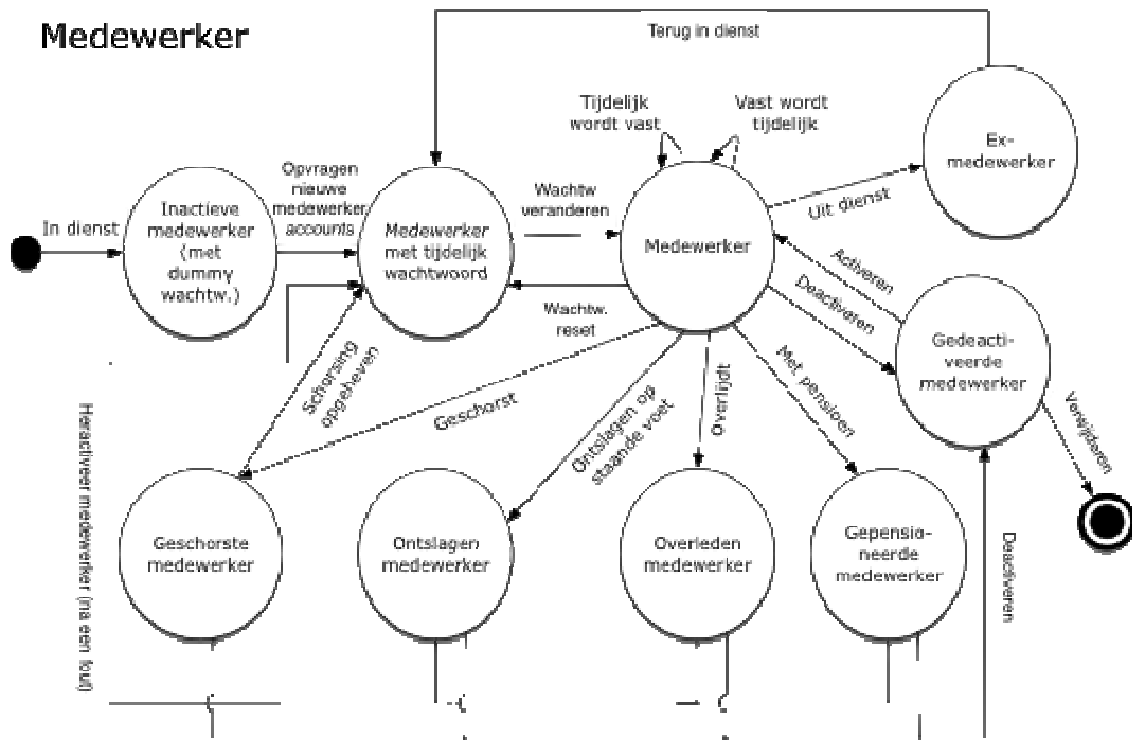 Medewerker
Terug in dienst
Tijdelijk
wordt vast
Vast wordt
tijdelijk
Ex-
medewerker
Opvragen
nieuwe
medewerker
accounts
Wachtw
veranderen
Uit dienst
In dienst
Inactieve
medewerker
(met
dummy
wachtw.)
Medewerker
met tijdelijk
wachtwoord
Medewerker
Activeren
Deactiveren
Wachtw.
reset
Gedeacti-
veerde
medewerker
Schorsing
opgeheven
Geschorst
Ontslagen op
staande voet
Overlijdt
Met pensioen
Verwijderen
Heractiveer medewerker (na een fout)
Geschorste
medewerker
Ontslagen
medewerker
Overleden
medewerker
Gepensio-
neerde
medewerker
Deactiveren